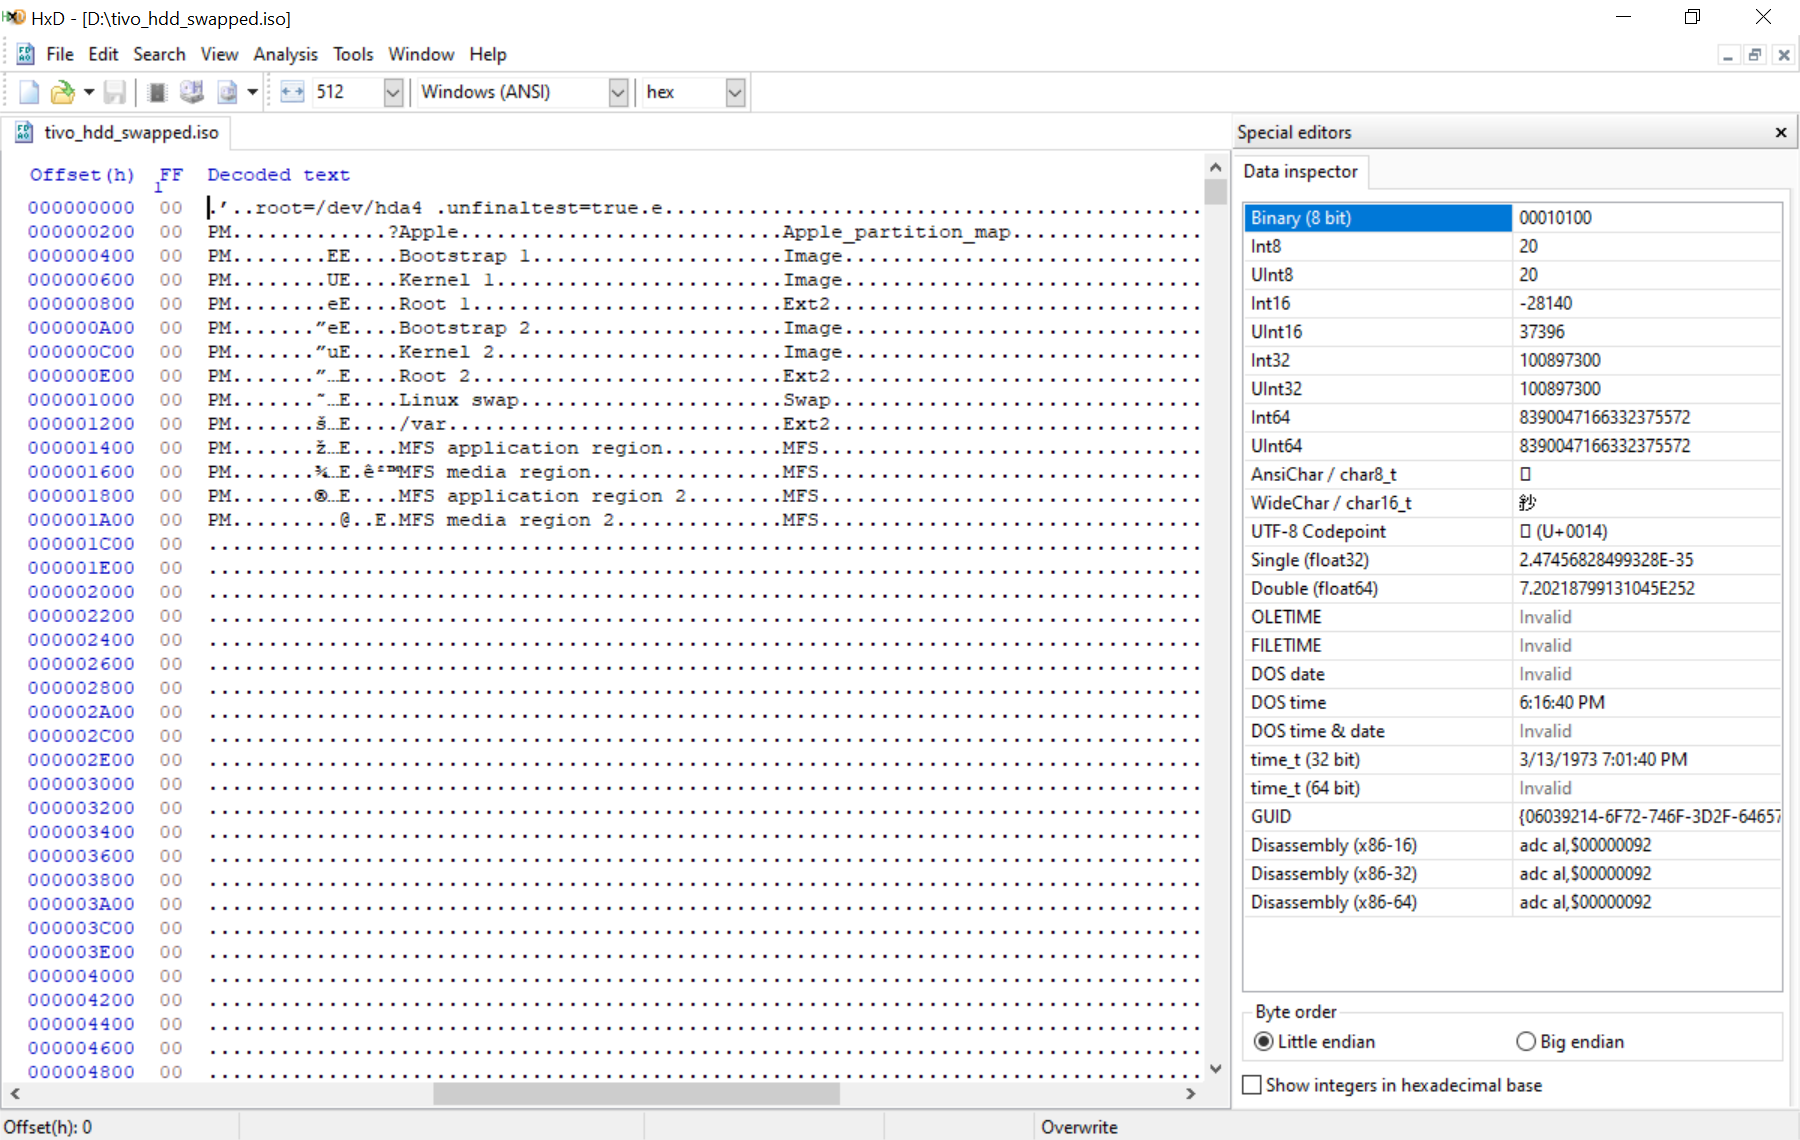 HxD - [D:\tivo_hdd_swapped.iso]
File Edit Search View Analysis Tools Window Help
512 Windows (ANSI) hex
tivo_hdd_swapped.iso
Offset(h) FF Decoded text
000000000 00 .’..root=/dev/hda4 .unfinaltest=true.e.............................................
000000200 00 PM.............?Apple...........................Apple_partition_map................
000000400 00 PM........EE....Bootstrap 1.....................Image..............................
000000600 00 PM........UE....Kernel 1........................Image..............................
000000800 00 PM........eE....Root 1..........................Ext2...............................
000000A00 00 PM.......”eE....Bootstrap 2.....................Image..............................
000000C00 00 PM.......”uE....Kernel 2........................Image..............................
000000E00 00 PM.......”…E....Root 2..........................Ext2...............................
000001000 00 PM.......˜…E....Linux swap......................Swap...............................
000001200 00 PM.......š…E..../var............................Ext2...............................
000001400 00 PM.......ž…E....MFS application region..........MFS................................
000001600 00 PM.......¾…E.êᶻ™MFS media region................MFS................................
000001800 00 PM.......®…E....MFS application region 2........MFS................................
000001A00 00 PM.........@..E.MFS media region 2..............MFS................................
000001C00 00 ...................................................................................
000001E00 00 ...................................................................................
000002000 00 ...................................................................................
000002200 00 ...................................................................................
000002400 00 ...................................................................................
000002600 00 ...................................................................................
000002800 00 ...................................................................................
000002A00 00 ...................................................................................
000002C00 00 ...................................................................................
000002E00 00 ...................................................................................
000003000 00 ...................................................................................
000003200 00 ...................................................................................
000003400 00 ...................................................................................
000003600 00 ...................................................................................
000003800 00 ...................................................................................
000003A00 00 ...................................................................................
000003C00 00 ...................................................................................
000003E00 00 ...................................................................................
000004000 00 ...................................................................................
000004200 00 ...................................................................................
000004400 00 ...................................................................................
000004600 00 ...................................................................................
000004800 00 ...................................................................................
Special editors
Data inspector
Binary (8 bit) 00010100
Int8 20
UInt8 20
Int16 -28140
UInt16 37396
Int32 100897300
UInt32 100897300
Int64 8390047166332375572
UInt64 8390047166332375572
AnsiChar / char8_t
WideChar / char16_t
UTF-8 Codepoint (U+0014)
Single (float32) 2.47456828499328E-35
Double (float64) 7.20218799131045E252
OLETIME Invalid
FILETIME Invalid
DOS date Invalid
DOS time 6:16:40 PM
DOS time & date Invalid
time_t (32 bit) 3/13/1973 7:01:40 PM
time_t (64 bit) Invalid
GUID {06039214-6F72-746F-3D2F-64657
Disassembly (x86-16) adc al,$00000092
Disassembly (x86-32) adc al,$00000092
Disassembly (x86-64) adc al,$00000092
Byte order
Little endian Big endian
Show integers in hexadecimal base
Offset(h): 0 Overwrite